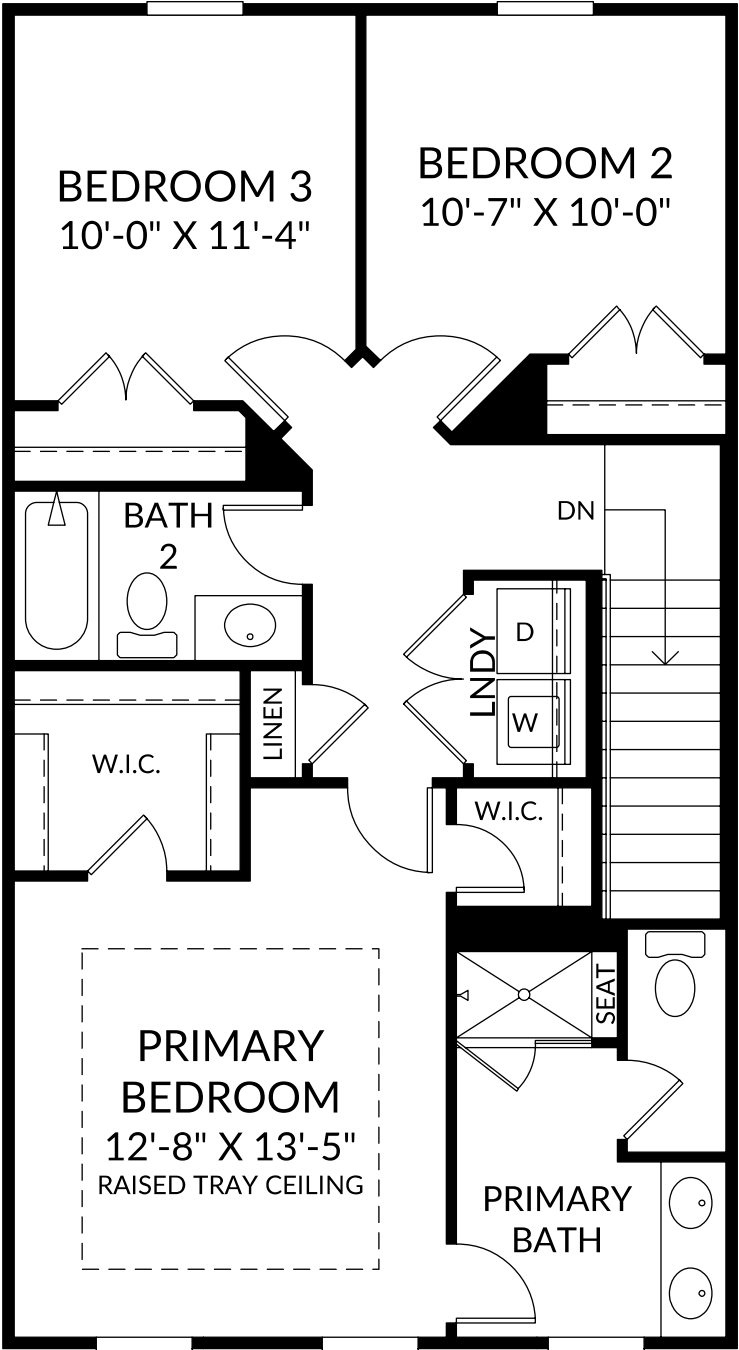 BEDROOM 3
10'-0" X 11'-4"
BEDROOM 2
10'-7" X 10'-0"
BATH
2
DN
LNDY
D
W
LINEN
W.I.C.
W.I.C.
SEAT
PRIMARY
BEDROOM
12'-8" X 13'-5"
RAISED TRAY CEILING
PRIMARY
BATH